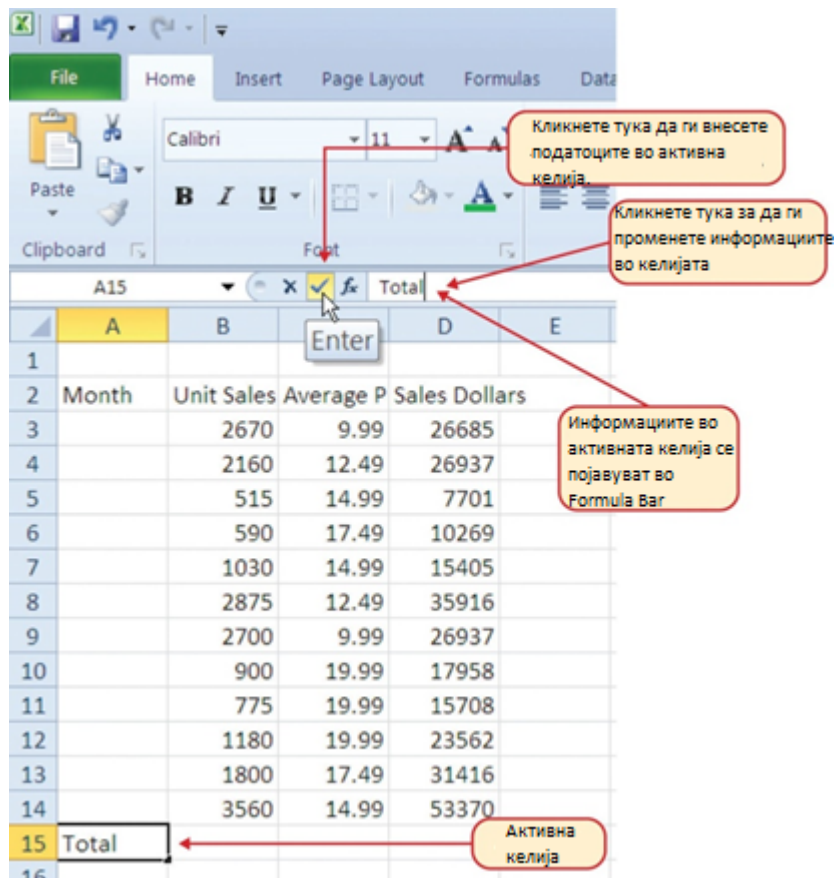 File Home Insert Page Layout Formulas Data
Кликнете тука да ги внесете
податоците во активна
келија.
Calibri 11 A A
Paste
B I U A
Кликнете тука за да ги
променете информациите
во келијата
Clipboard Font
A15 fx Total
Enter
A B D E
1
2 Month Unit Sales Average P Sales Dollars
3 2670 9.99 26685
4 2160 12.49 26937
5 515 14.99 7701
6 590 17.49 10269
7 1030 14.99 15405
8 2875 12.49 35916
9 2700 9.99 26937
10 900 19.99 17958
11 775 19.99 15708
12 1180 19.99 23562
13 1800 17.49 31416
14 3560 14.99 53370
15 Total
16
Информациите во
активната келија се
појавуват во
Formula Bar
Активна
келија